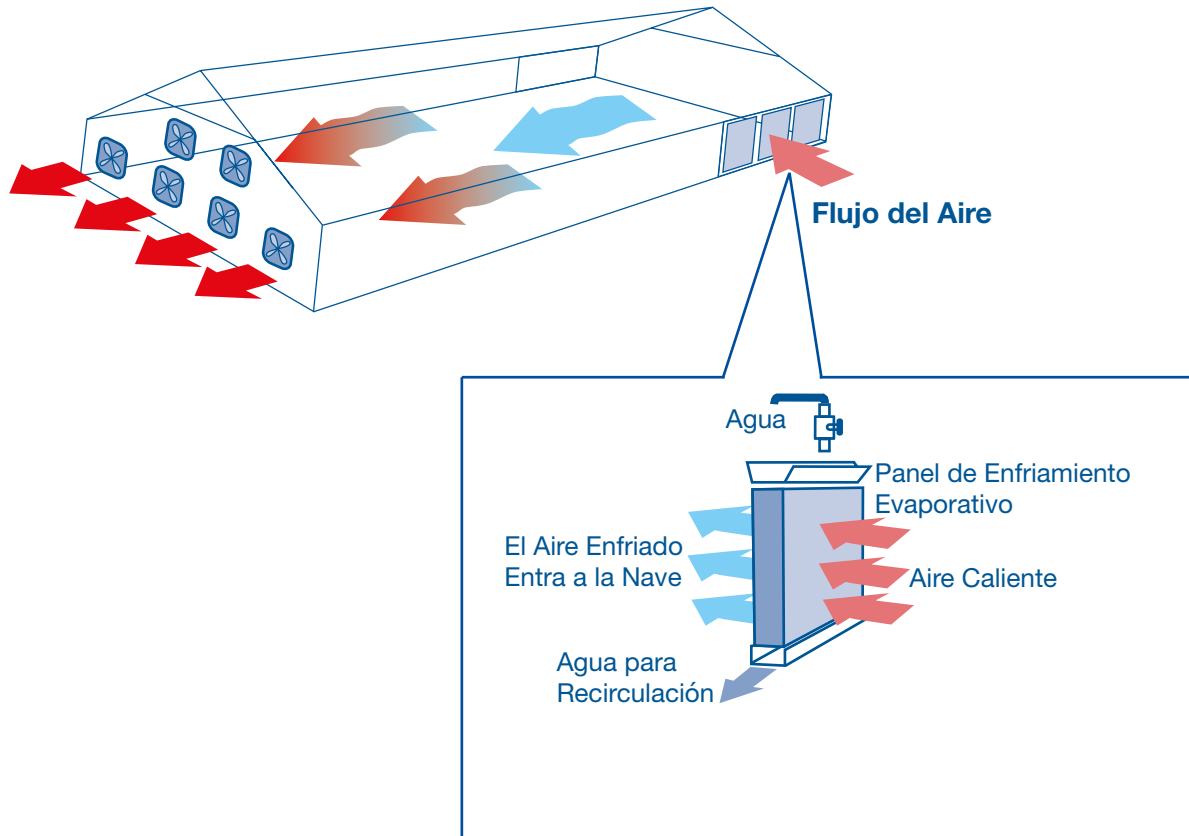 Flujo del Aire
Agua
Panel de Enfriamiento
Evaporativo
El Aire Enfriado
Entra a la Nave
Aire Caliente
Agua para
Recirculación